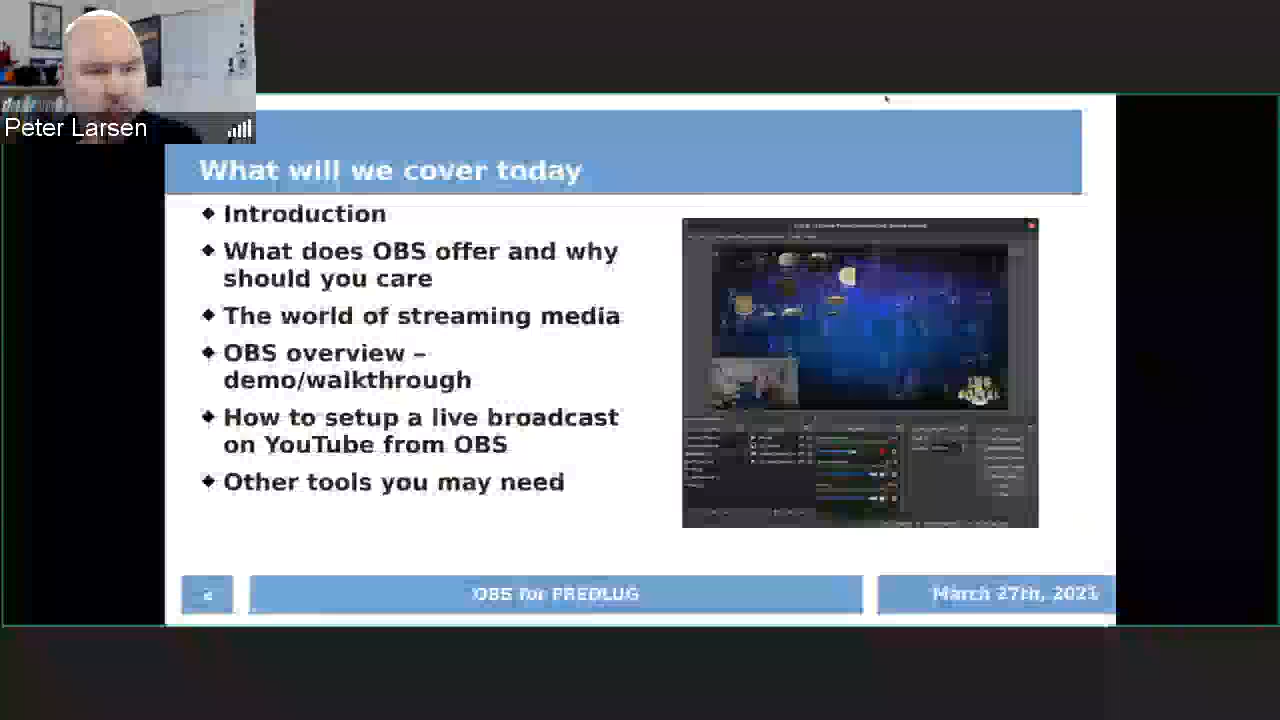 Peter Larsen
What will we cover today
◆ Introduction
◆ What does OBS offer and why
should you care
◆ The world of streaming media
◆ OBS overview –
demo/walkthrough
◆ How to setup a live broadcast
on YouTube from OBS
◆ Other tools you may need
2
OBS for PREDLUG
March 27th, 2021